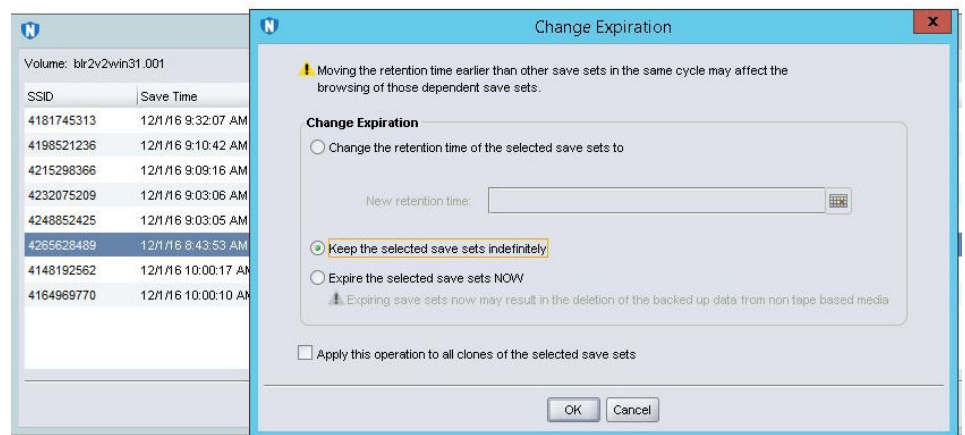 Volume: blr2v2win31.001
SSID Save Time
4181745313 12/1/16 9:32:07 AM
4198521236 12/1/16 9:10:42 AM
4215298366 12/1/16 9:09:16 AM
4232075209 12/1/16 9:03:06 AM
4248852425 12/1/16 9:03:05 AM
4265628489 12/1/16 8:43:53 AM
4148192562 12/1/16 10:00:17 AM
4164969770 12/1/16 10:00:10 AM
Change Expiration
Moving the retention time earlier than other save sets in the same cycle may affect the
browsing of those dependent save sets.
Change Expiration
Change the retention time of the selected save sets to
New retention time:
Keep the selected save sets indefinitely
Expire the selected save sets NOW
Expiring save sets now may result in the deletion of the backed up data from non tape based media
Apply this operation to all clones of the selected save sets
OK Cancel